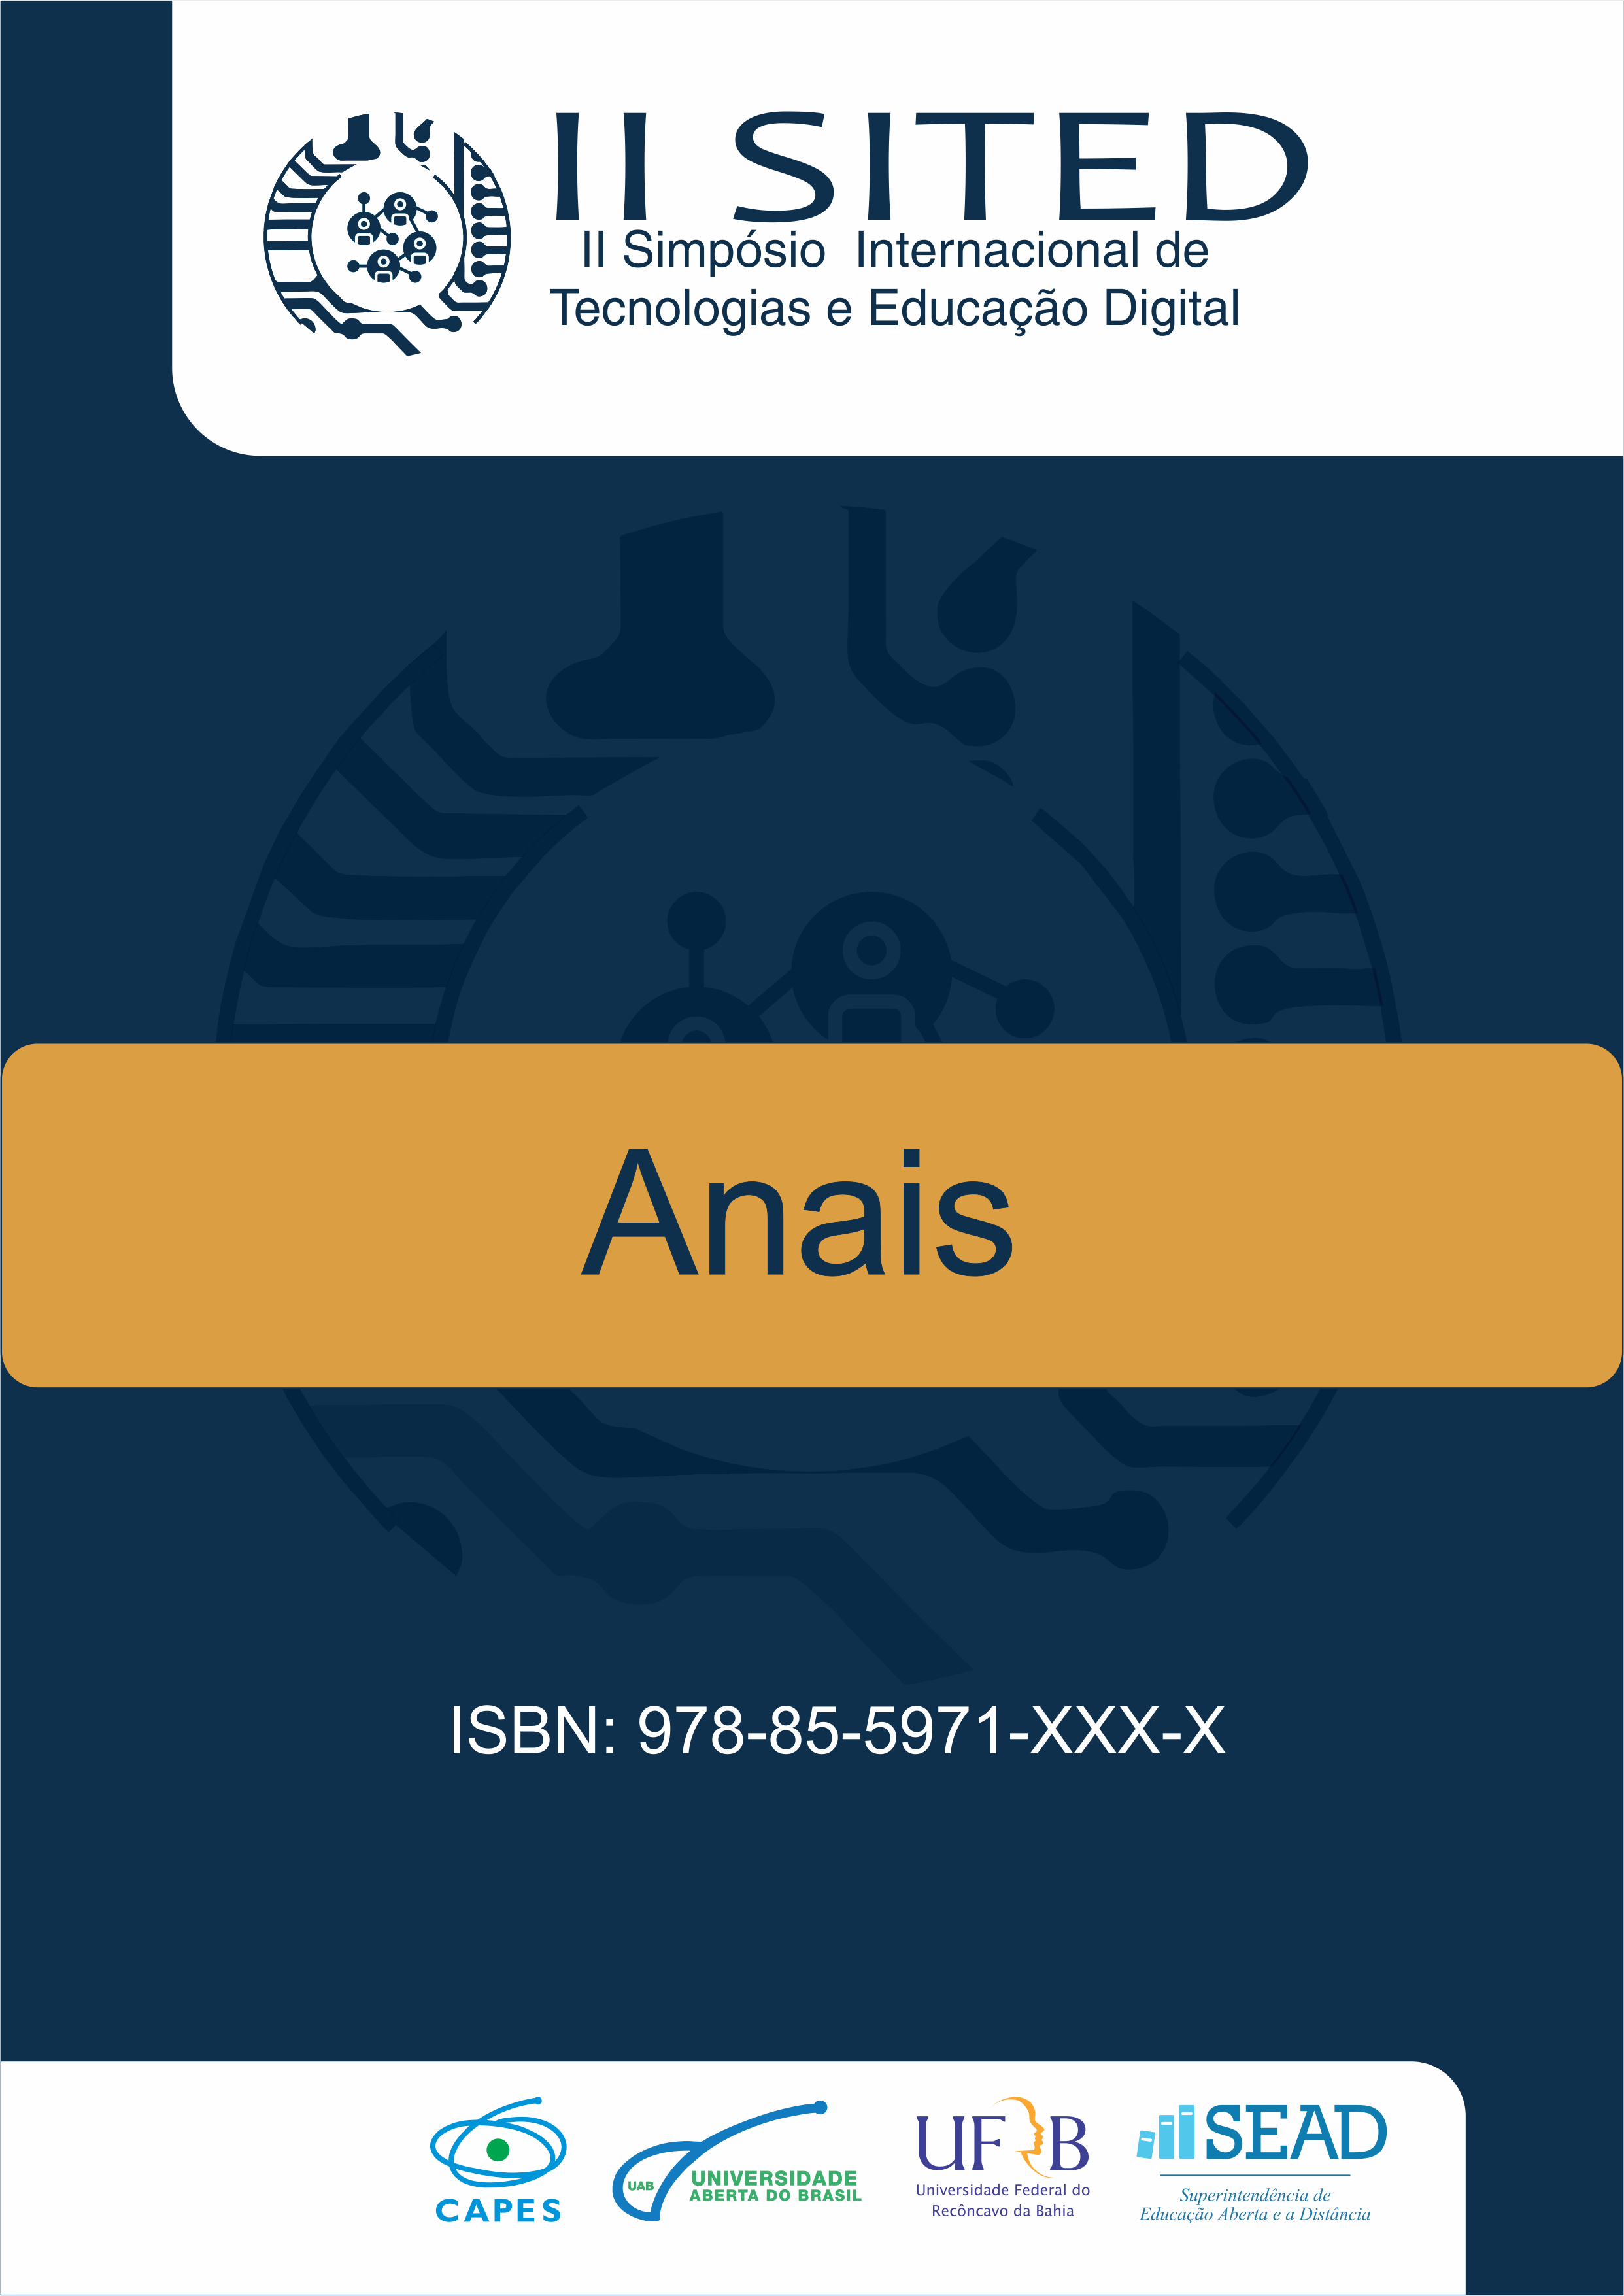 II SITED
II Simpósio Internacional de
Tecnologias e Educação Digital
Anais
ISBN: 978-85-5971-XXX-X
CAPES
UAB
UNIVERSIDADE
ABERTA DO BRASIL
UFRB
Universidade Federal do
Recôncavo da Bahia
SEAD
Superintendência de
Educação Aberta e a Distância